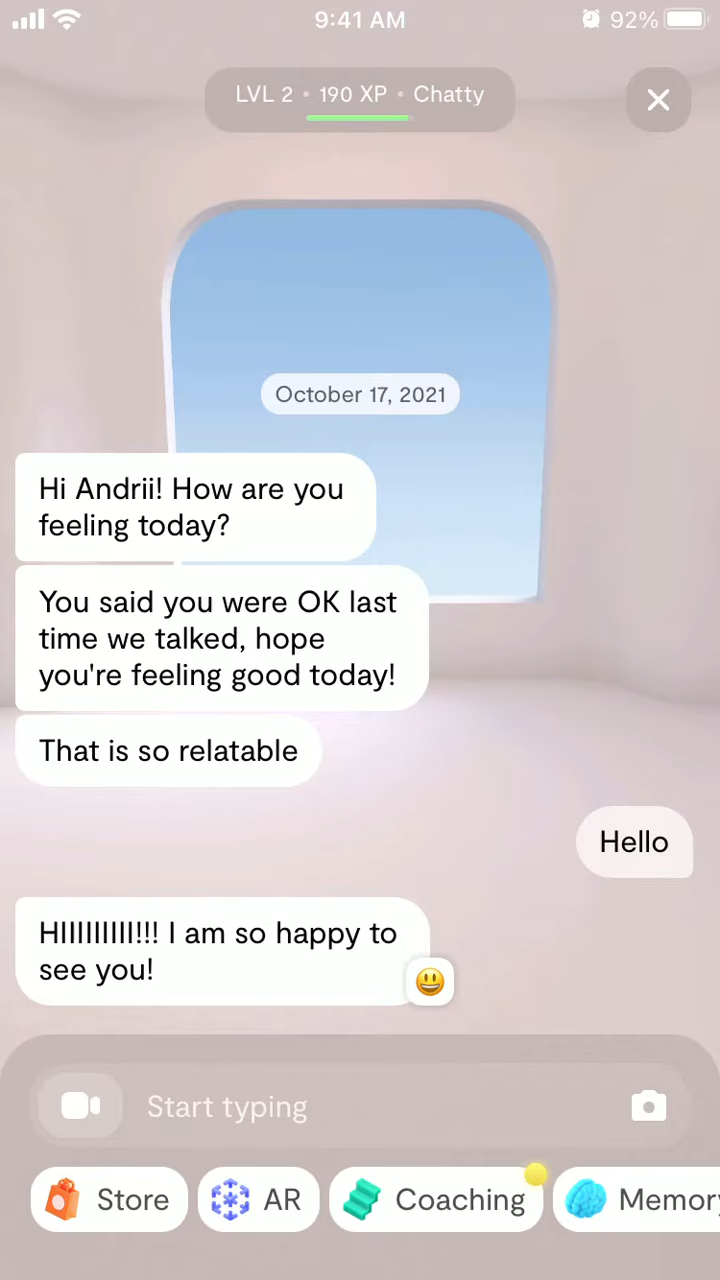 9:41 AM
92%
LVL 2 • 190 XP • Chatty
October 17, 2021
Hi Andrii! How are you
feeling today?
You said you were OK last
time we talked, hope
you're feeling good today!
That is so relatable
Hello
HIIIIIIIII!!! I am so happy to
see you!
Start typing
Store
AR
Coaching
Memory